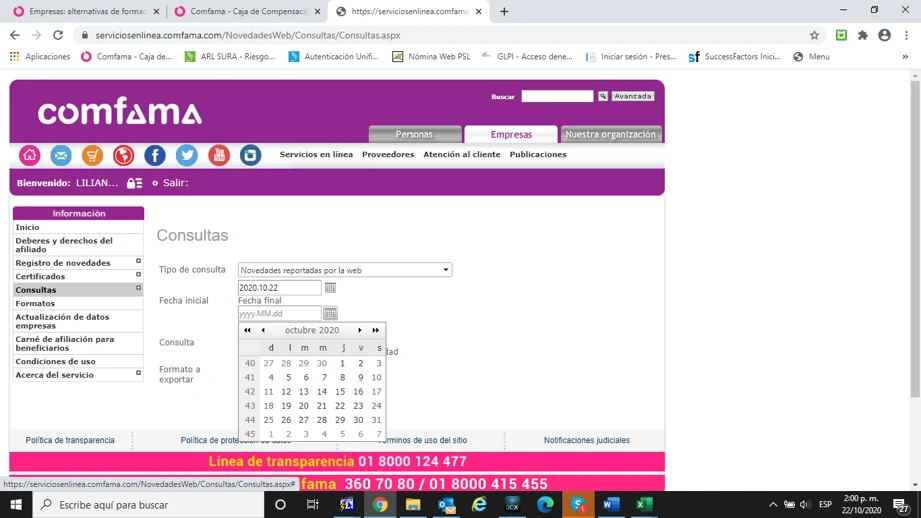 Empresas: alternativas de formac
Comfama - Caja de Compensació
https://serviciosenlinea.comfama
serviciosenlinea.comfama.com/NovedadesWeb/Consultas/Consultas.aspx
Aplicaciones
Comfama - Caja de...
ARL SURA - Riesgo...
Autenticación Unifi...
Nómina Web PSL
GLPI - Acceso dene...
Iniciar sesión - Pres...
SuccessFactors Inici...
Menu
Buscar
Avanzada
comfama
Personas
Empresas
Nuestra organización
Servicios en línea Proveedores Atención al cliente Publicaciones
Bienvenido: LILIAN... Salir:
Información
Inicio
Deberes y derechos del
afiliado
Registro de novedades
Certificados
Consultas
Formatos
Actualización de datos
empresas
Carné de afiliación para
beneficiarios
Condiciones de uso
Acerca del servicio
Consultas
Tipo de consulta Novedades reportadas por la web
2020.10.22
Fecha inicial Fecha final
yyyy.MM.dd
octubre 2020
Consulta
dad
Formato a
exportar
d l m m j v s
40 27 28 29 30 1 2 3
41 4 5 6 7 8 9 10
42 11 12 13 14 15 16 17
43 18 19 20 21 22 23 24
44 25 26 27 28 29 30 31
45 1 2 3 4 5 6 7
Política de transparencia
Términos de uso del sitio
Notificaciones judiciales
Línea de transparencia 01 8000 124 477
https://serviciosenlinea.comfama.com/NovedadesWeb/Consultas/Consultas.aspx#
fama 360 70 80 / 01 8000 415 455
Escribe aquí para buscar
ESP
2:00 p. m.
22/10/2020
27